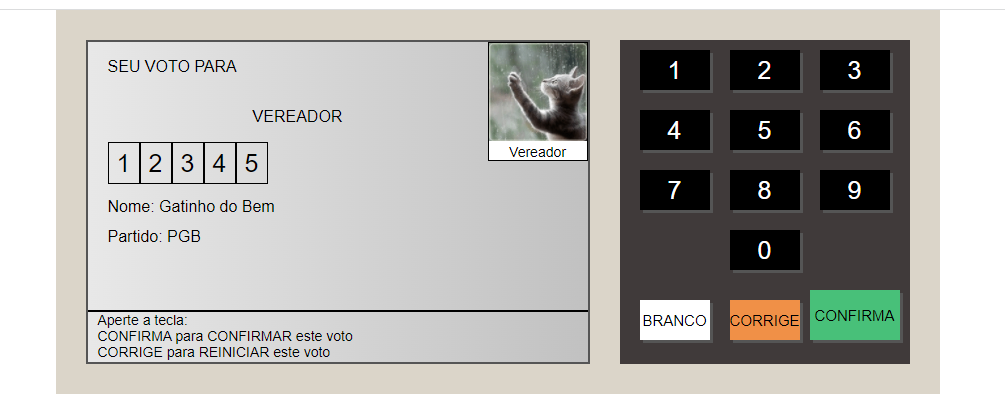 SEU VOTO PARA
VEREADOR
1 2 3 4 5
Nome: Gatinho do Bem
Partido: PGB
Vereador
Aperte a tecla:
CONFIRMA para CONFIRMAR este voto
CORRIGE para REINICIAR este voto
1 2 3
4 5 6
7 8 9
0
BRANCO CORRIGE CONFIRMA